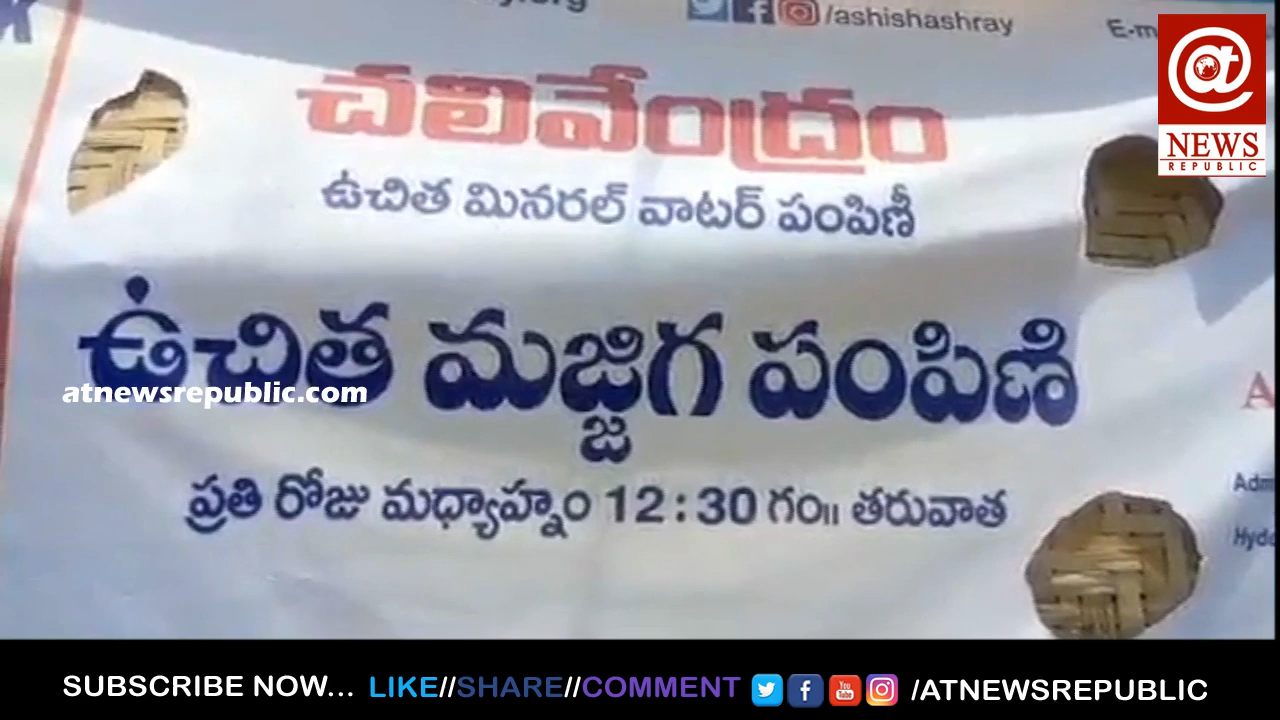 /ashishashray
చలివేంద్రం
ఉచిత మినరల్ వాటర్ పంపిణీ
ఉచిత మజ్జిగ పంపిణి
ప్రతి రోజు మధ్యాహ్నం 12:30 గం॥ తరువాత
NEWS
REPUBLIC
atnewsrepublic.com
SUBSCRIBE NOW... LIKE//SHARE//COMMENT /ATNEWSREPUBLIC